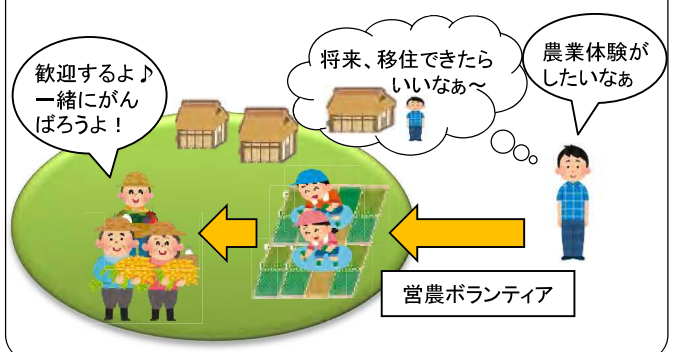 歓迎するよ♪
一緒にがん
ばろうよ！
将来、移住できたら
いいなぁ～
農業体験が
したいなぁ
営農ボランティア